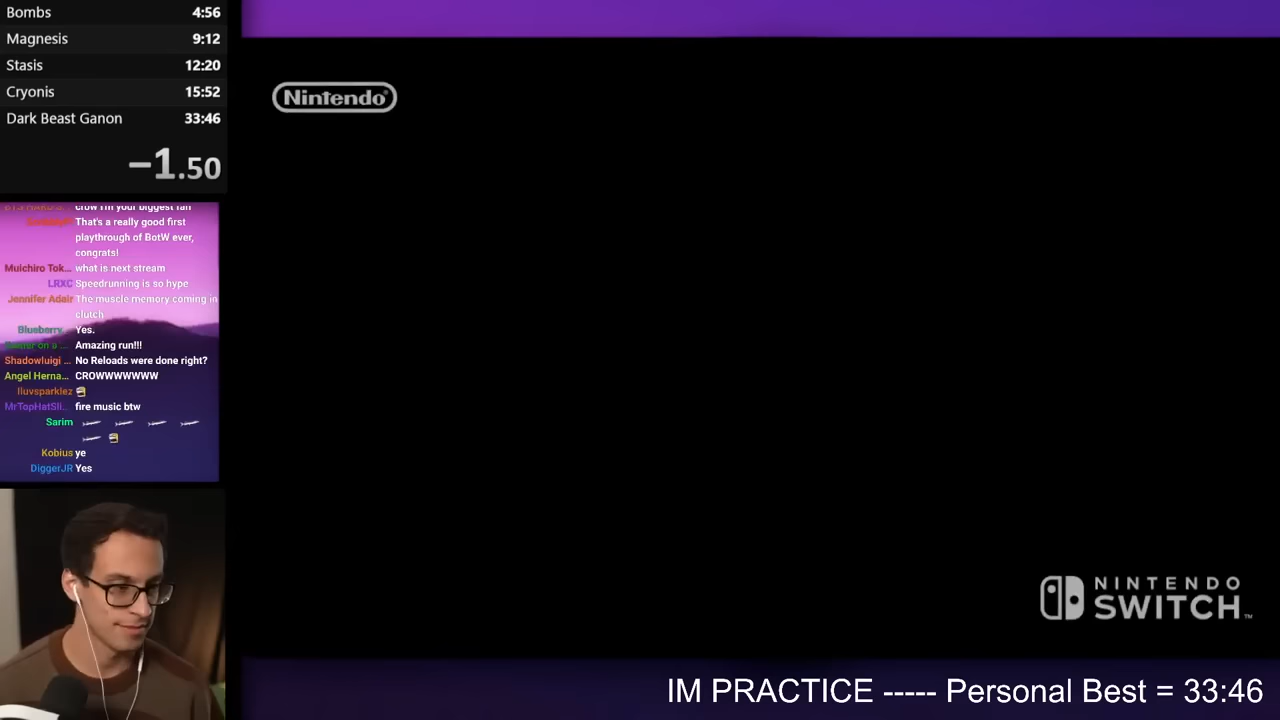 Bombs 4:56
Magnesis 9:12
Stasis 12:20
Cryonis 15:52
Dark Beast Ganon 33:46
−1.50
Nintendo®
crow I'm your biggest fan
That's a really good first
playthrough of BotW ever,
congrats!
Muichiro Tok... what is next stream
LRXC Speedrunning is so hype
Jennifer Adair The muscle memory coming in
clutch
Blueberry... Yes.
Amazing run!!!
Shadowluigi ... No Reloads were done right?
Angel Herna... CROWWWWWWW
Iluvsparklez
MrTopHatSli... fire music btw
Sarim
Kobius ye
DiggerJR Yes
NINTENDO
SWITCH™
IM PRACTICE ----- Personal Best = 33:46